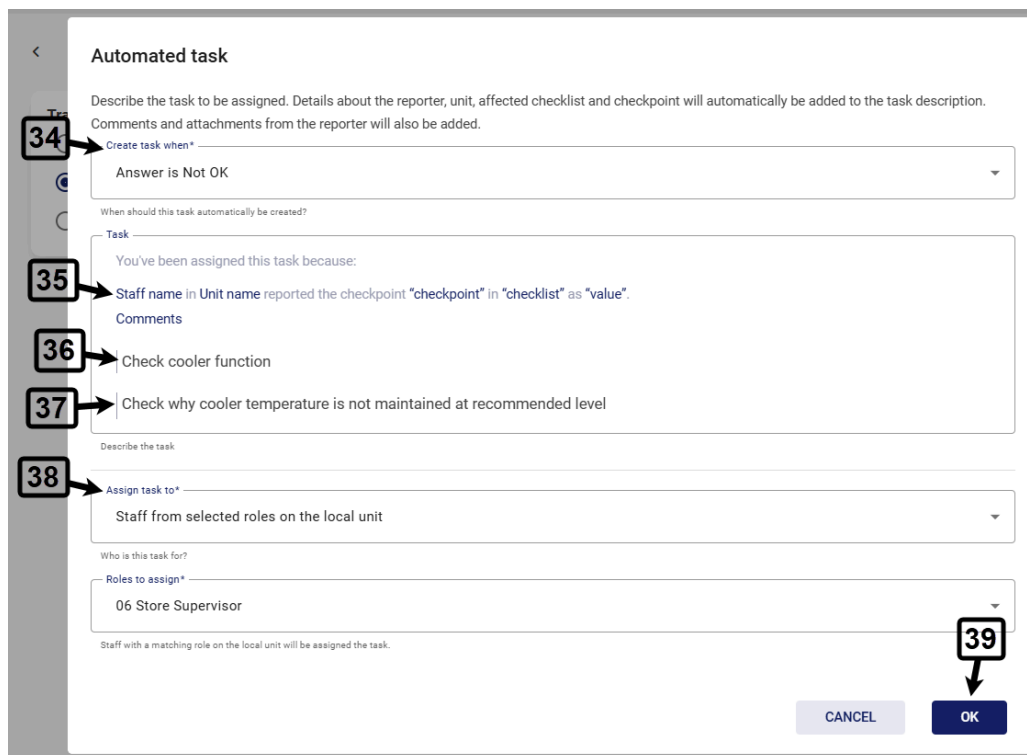 Automated task
Describe the task to be assigned. Details about the reporter, unit, affected checklist and checkpoint will automatically be added to the task description.
Comments and attachments from the reporter will also be added.
34
Create task when*
Answer is Not OK
When should this task automatically be created?
Task
You've been assigned this task because:
35
Staff name in Unit name reported the checkpoint “checkpoint” in “checklist” as “value”.
Comments
36
Check cooler function
37
Check why cooler temperature is not maintained at recommended level
Describe the task
38
Assign task to*
Staff from selected roles on the local unit
Who is this task for?
Roles to assign*
06 Store Supervisor
Staff with a matching role on the local unit will be assigned the task.
39
CANCEL
OK